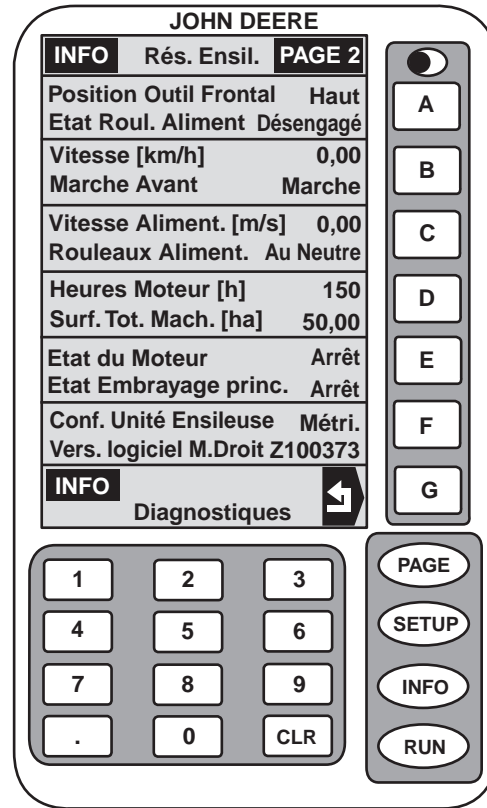 JOHN DEERE
INFO Rés. Ensil. PAGE 2
Position Outil Frontal Haut
Etat Roul. Aliment Désengagé
Vitesse [km/h] 0,00
Marche Avant Marche
Vitesse Aliment. [m/s] 0,00
Rouleaux Aliment. Au Neutre
Heures Moteur [h] 150
Surf. Tot. Mach. [ha] 50,00
Etat du Moteur Arrêt
Etat Embrayage princ. Arrêt
Conf. Unité Ensileuse Métri.
Vers. logiciel M.Droit Z100373
INFO
Diagnostiques
A
B
C
D
E
F
G
1 2 3
4 5 6
7 8 9
. 0 CLR
PAGE
SETUP
INFO
RUN